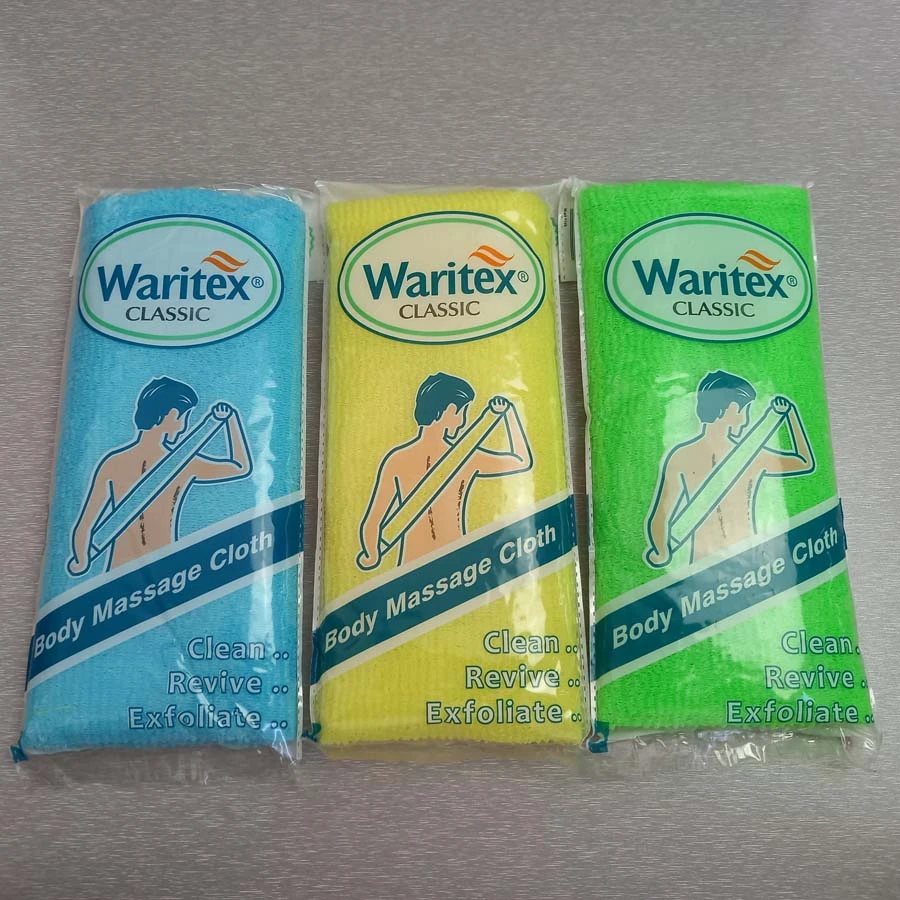 Waritex®
CLASSIC
Body Massage Cloth
Clean ..
Revive ..
Exfoliate ..
Waritex®
CLASSIC
Body Massage Cloth
Clean ..
Revive ..
Exfoliate ..
Waritex®
CLASSIC
Body Massage Cloth
Clean.
Revive ..
Exfoliate ..